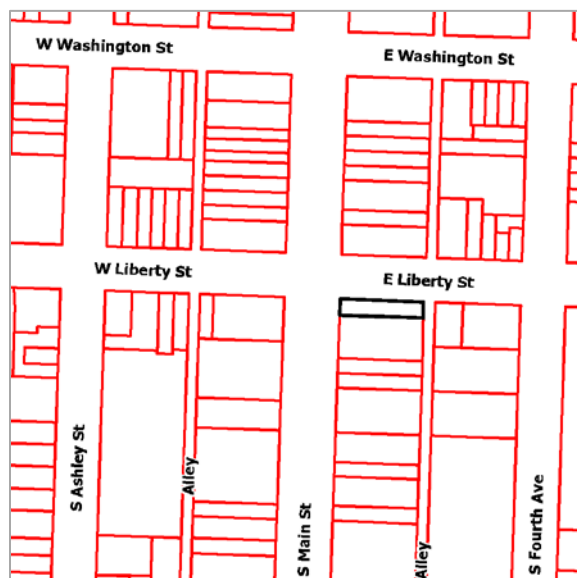 W Washington St
E Washington St
W Liberty St
E Liberty St
S Ashley St
Alley
S Main St
Alley
S Fourth Ave